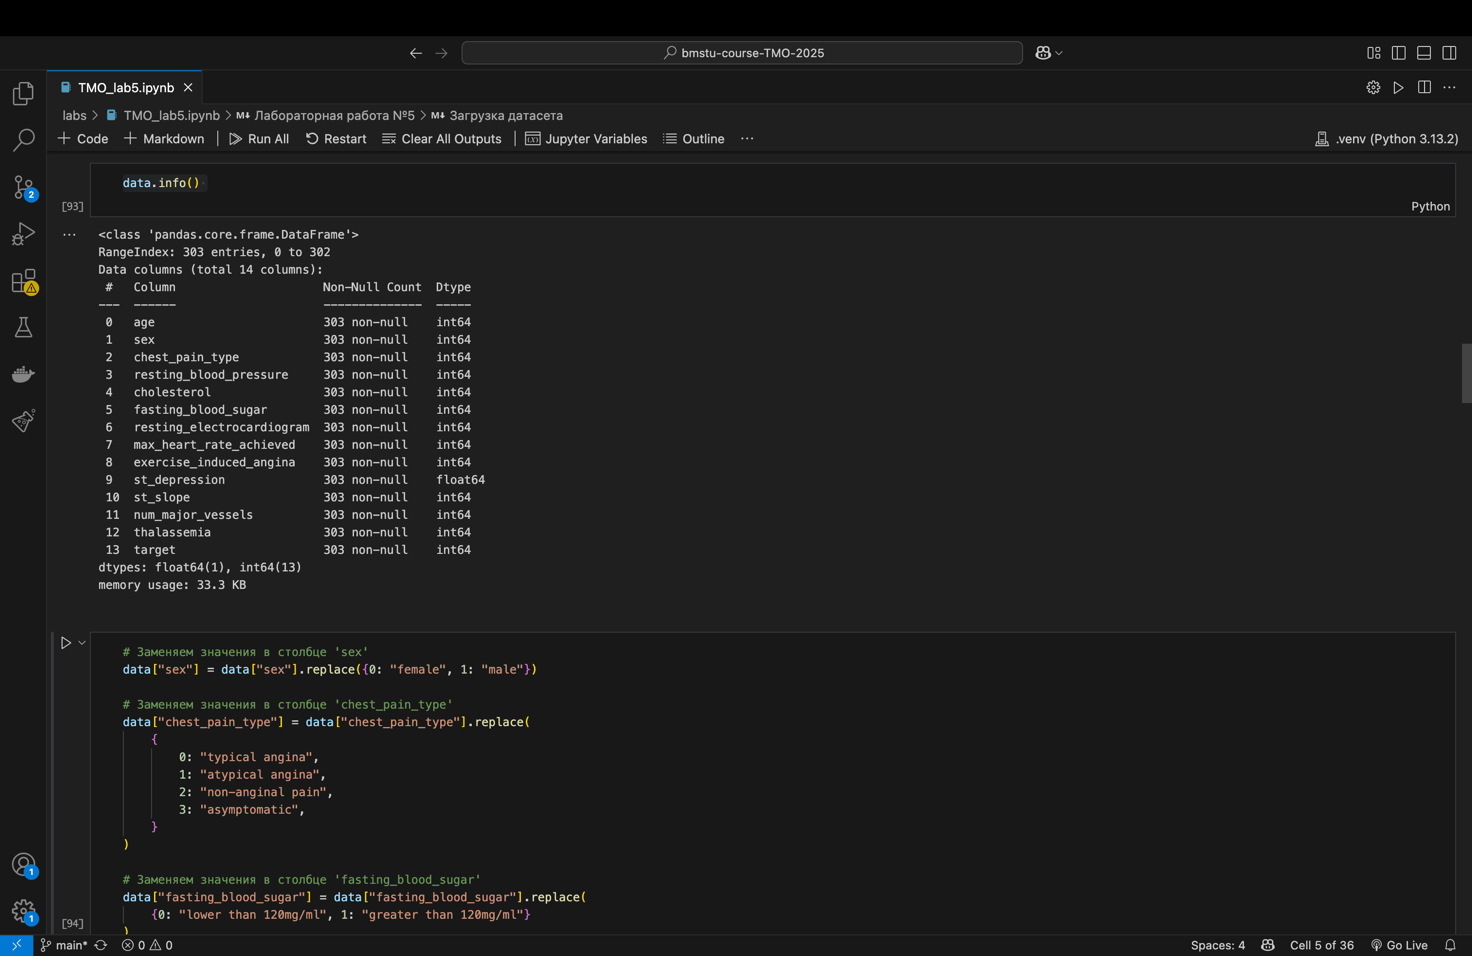 bmstu-course-TMO-2025
TMO_lab5.ipynb
labs > TMO_lab5.ipynb > M↓ Лабораторная работа №5 > M↓ Загрузка датасета
+ Code + Markdown Run All Restart Clear All Outputs Jupyter Variables Outline ...
.venv (Python 3.13.2)
data.info()
[93]
Python
<class 'pandas.core.frame.DataFrame'>
RangeIndex: 303 entries, 0 to 302
Data columns (total 14 columns):
# Column Non-Null Count Dtype
--- ------ -------------- -----
0 age 303 non-null int64
1 sex 303 non-null int64
2 chest_pain_type 303 non-null int64
3 resting_blood_pressure 303 non-null int64
4 cholesterol 303 non-null int64
5 fasting_blood_sugar 303 non-null int64
6 resting_electrocardiogram 303 non-null int64
7 max_heart_rate_achieved 303 non-null int64
8 exercise_induced_angina 303 non-null int64
9 st_depression 303 non-null float64
10 st_slope 303 non-null int64
11 num_major_vessels 303 non-null int64
12 thalassemia 303 non-null int64
13 target 303 non-null int64
dtypes: float64(1), int64(13)
memory usage: 33.3 KB
# Заменяем значения в столбце 'sex'
data["sex"] = data["sex"].replace({0: "female", 1: "male"})
# Заменяем значения в столбце 'chest_pain_type'
data["chest_pain_type"] = data["chest_pain_type"].replace(
{
0: "typical angina",
1: "atypical angina",
2: "non-anginal pain",
3: "asymptomatic",
}
)
# Заменяем значения в столбце 'fasting_blood_sugar'
data["fasting_blood_sugar"] = data["fasting_blood_sugar"].replace(
{0: "lower than 120mg/ml", 1: "greater than 120mg/ml"}
)
[94]
2
1
1
main* 0 0
Spaces: 4 Cell 5 of 36 Go Live